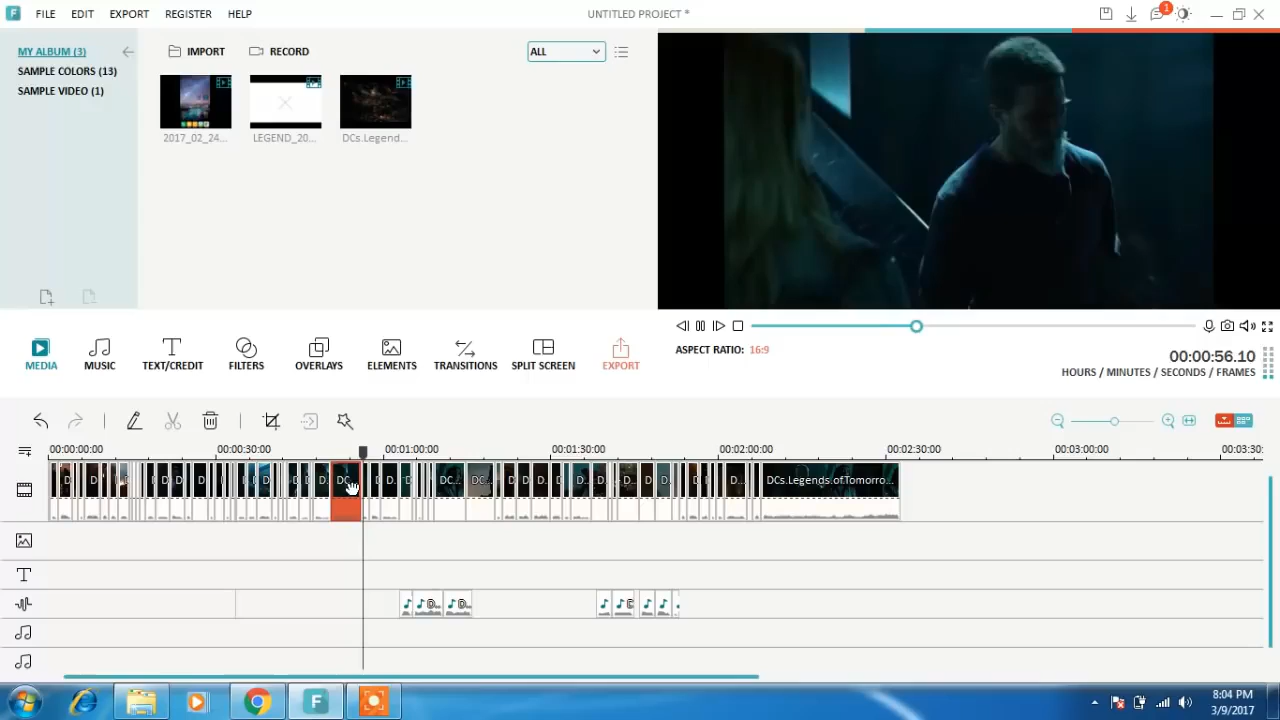 FILE EDIT EXPORT REGISTER HELP UNTITLED PROJECT *
1
MY ALBUM (3)
SAMPLE COLORS (13)
SAMPLE VIDEO (1)
IMPORT RECORD ALL
2017_02_24... LEGEND_20... DCs.Legend...
MEDIA MUSIC TEXT/CREDIT FILTERS OVERLAYS ELEMENTS TRANSITIONS SPLIT SCREEN EXPORT
ASPECT RATIO: 16:9
00:00:56.10
HOURS / MINUTES / SECONDS / FRAMES
00:00:00:00 00:00:30:00 00:01:00:00 00:01:30:00 00:02:00:00 00:02:30:00 00:03:00:00 00:03:30:
DC... DC... D... DCs.Legends.ofTomorro...
D... D...
8:04 PM
3/9/2017